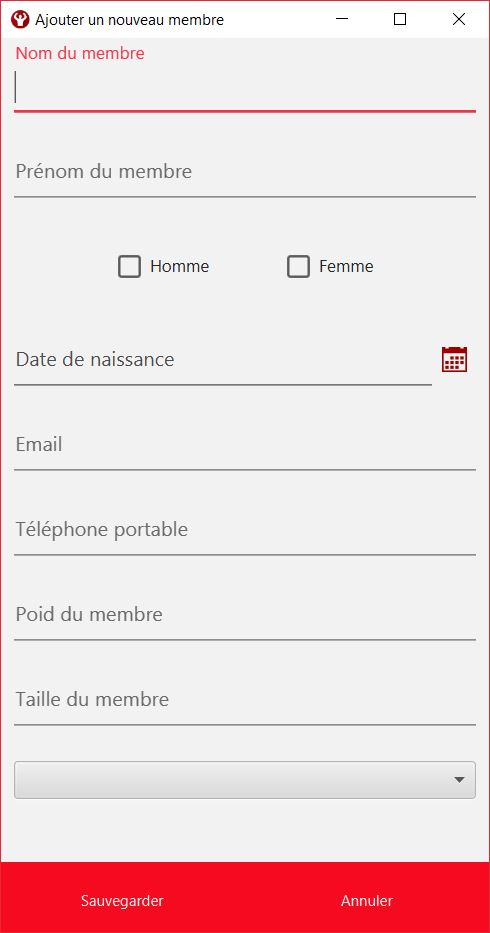 Ajouter un nouveau membre
Nom du membre
Prénom du membre
Homme Femme
Date de naissance
Email
Téléphone portable
Poid du membre
Taille du membre
Sauvegarder Annuler